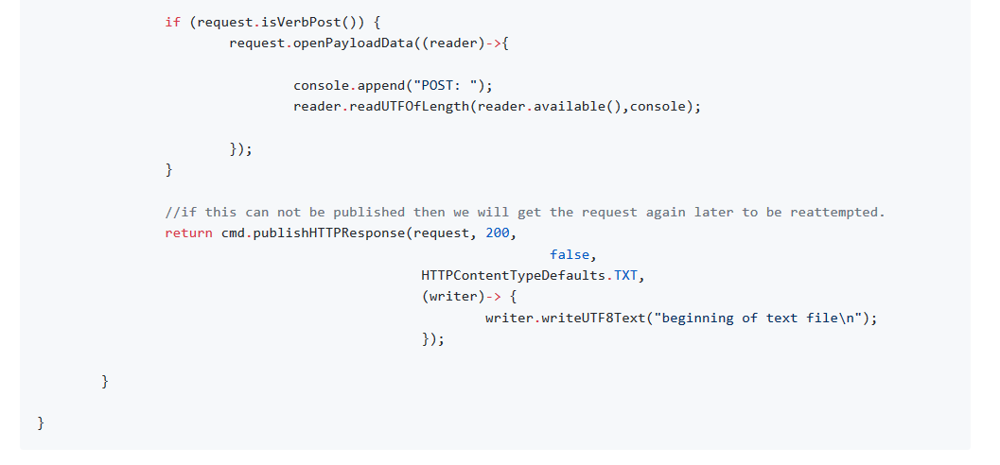 if (request.isVerbPost()) {
request.openPayloadData((reader)->{
console.append("POST: ");
reader.readUTFOfLength(reader.available(),console);
});
}
//if this can not be published then we will get the request again later to be reattempted.
return cmd.publishHTTPResponse(request, 200,
false,
HTTPContentTypeDefaults.TXT,
(writer)-> {
writer.writeUTF8Text("beginning of text file\n");
});
}
}